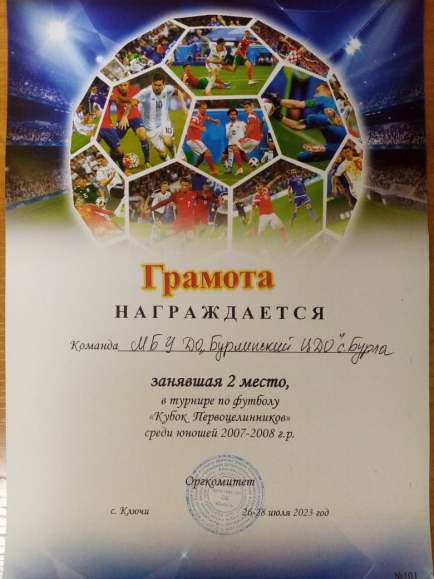 Грамота
НАГРАЖДАЕТСЯ
Команда МБУ ДО „Бурлинский ЦДО" с. Бурла
занявшая 2 место,
в турнире по футболу
«Кубок Первоцелинников»
среди юношей 2007-2008 г.р.
Оргкомитет
с. Ключи 26-28 июля 2023 год
№101